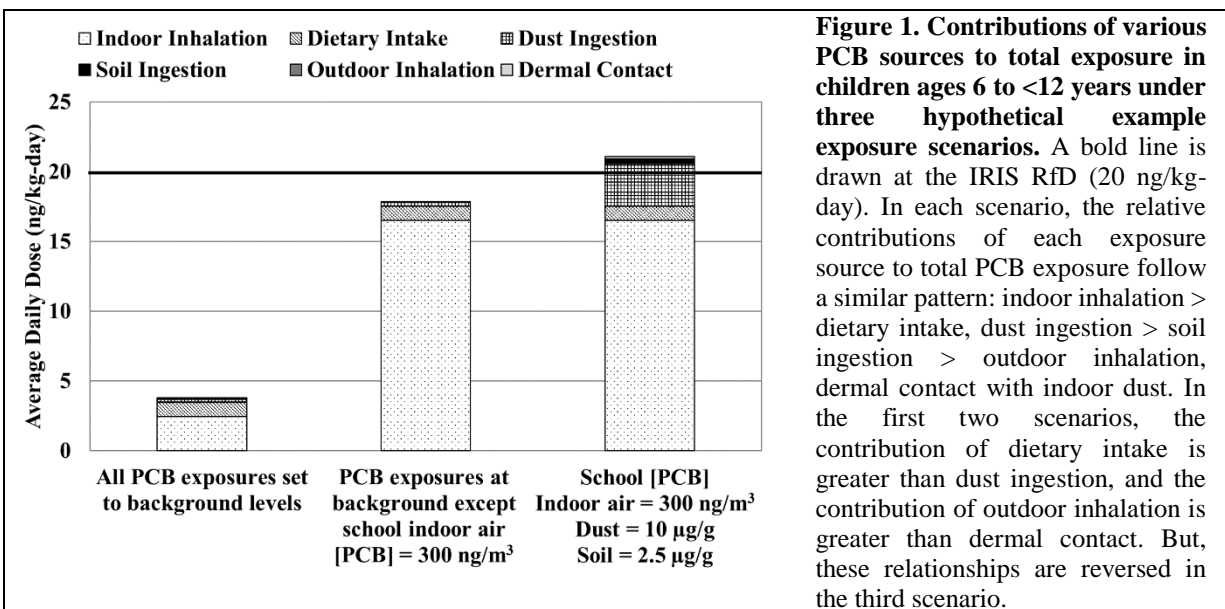 Indoor Inhalation Dietary Intake Dust Ingestion
Soil Ingestion Outdoor Inhalation Dermal Contact
25
20
15
10
5
0
Average Daily Dose (ng/kg-day)
All PCB exposures set
to background levels
PCB exposures at
background except
school indoor air
[PCB] = 300 ng/m³
School [PCB]
Indoor air = 300 ng/m³
Dust = 10 µg/g
Soil = 2.5 µg/g
Figure 1. Contributions of various
PCB sources to total exposure in
children ages 6 to <12 years under
three hypothetical example
exposure scenarios. A bold line is
drawn at the IRIS RfD (20 ng/kg-
day). In each scenario, the relative
contributions of each exposure
source to total PCB exposure follow
a similar pattern: indoor inhalation >
dietary intake, dust ingestion > soil
ingestion > outdoor inhalation,
dermal contact with indoor dust. In
the first two scenarios, the
contribution of dietary intake is
greater than dust ingestion, and the
contribution of outdoor inhalation is
greater than dermal contact. But,
these relationships are reversed in
the third scenario.